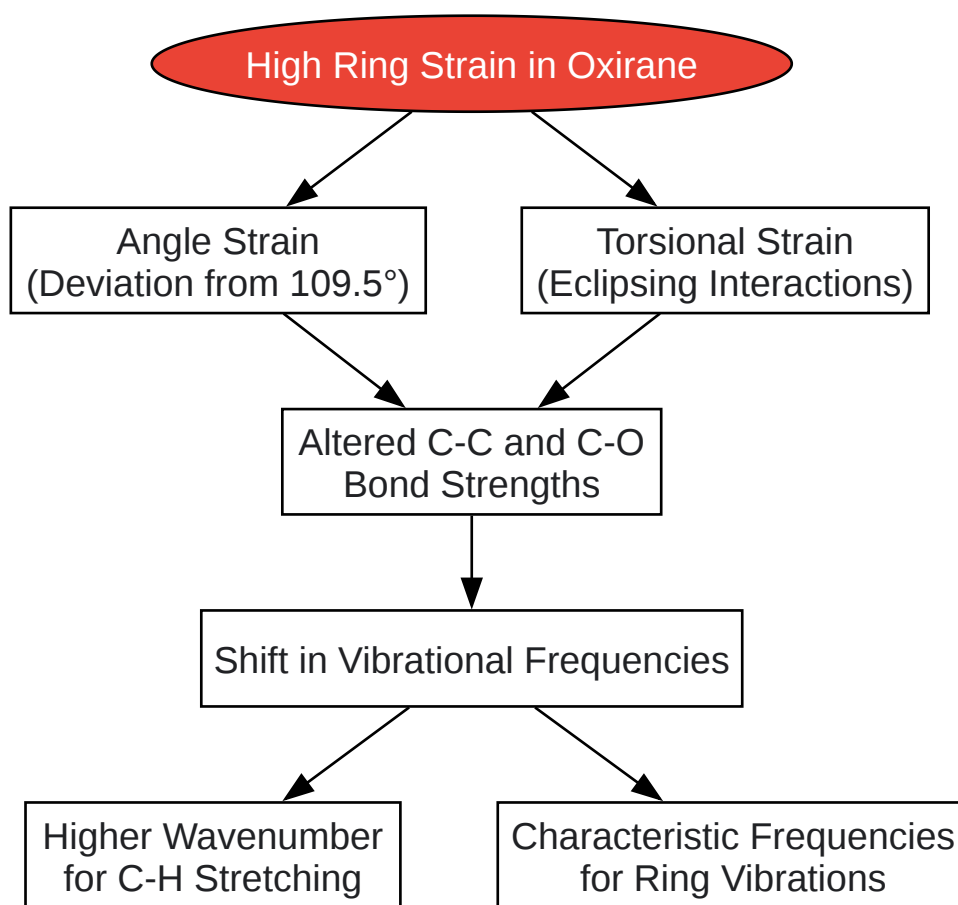 High Ring Strain in Oxirane
Angle Strain
(Deviation from 109.5°)
Torsional Strain
(Eclipsing Interactions)
Altered C-C and C-O
Bond Strengths
Shift in Vibrational Frequencies
Higher Wavenumber
for C-H Stretching
Characteristic Frequencies
for Ring Vibrations